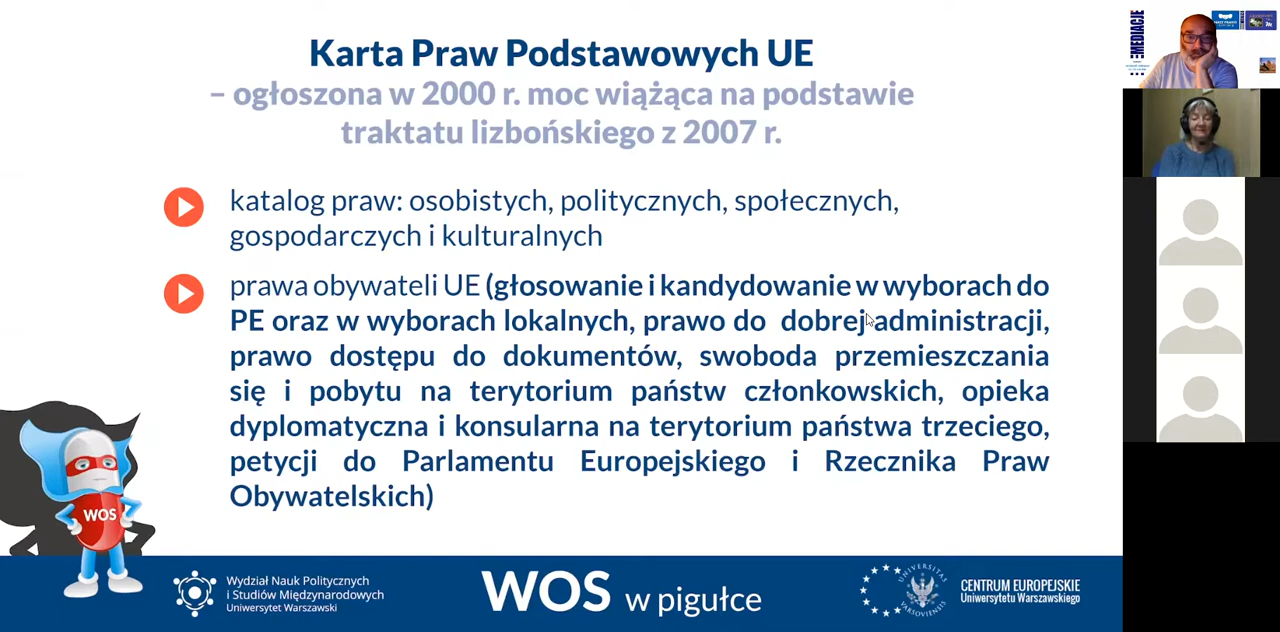 Karta Praw Podstawowych UE
– ogłoszona w 2000 r. moc wiążąca na podstawie
traktatu lizbońskiego z 2007 r.
katalog praw: osobistych, politycznych, społecznych,
gospodarczych i kulturalnych
prawa obywateli UE (głosowanie i kandydowanie w wyborach do
PE oraz w wyborach lokalnych, prawo do dobrej administracji,
prawo dostępu do dokumentów, swoboda przemieszczania
się i pobytu na terytorium państw członkowskich, opieka
dyplomatyczna i konsularna na terytorium państwa trzeciego,
petycji do Parlamentu Europejskiego i Rzecznika Praw
Obywatelskich)
WOS
Wydział Nauk Politycznych
i Studiów Międzynarodowych
Uniwersytet Warszawski
WOS w pigułce
UNIVERSITAS
VARSOVIENSIS
CENTRUM EUROPEJSKIE
Uniwersytetu Warszawskiego
MEDIACJE